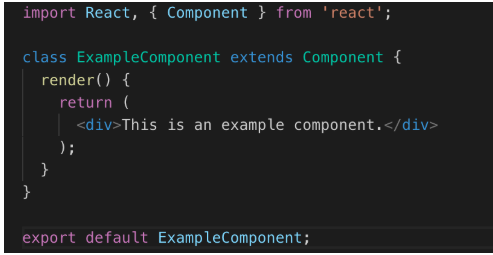 import React, { Component } from 'react';
class ExampleComponent extends Component {
  render() {
    return (
      <div>This is an example component.</div>
    );
  }
}
export default ExampleComponent;